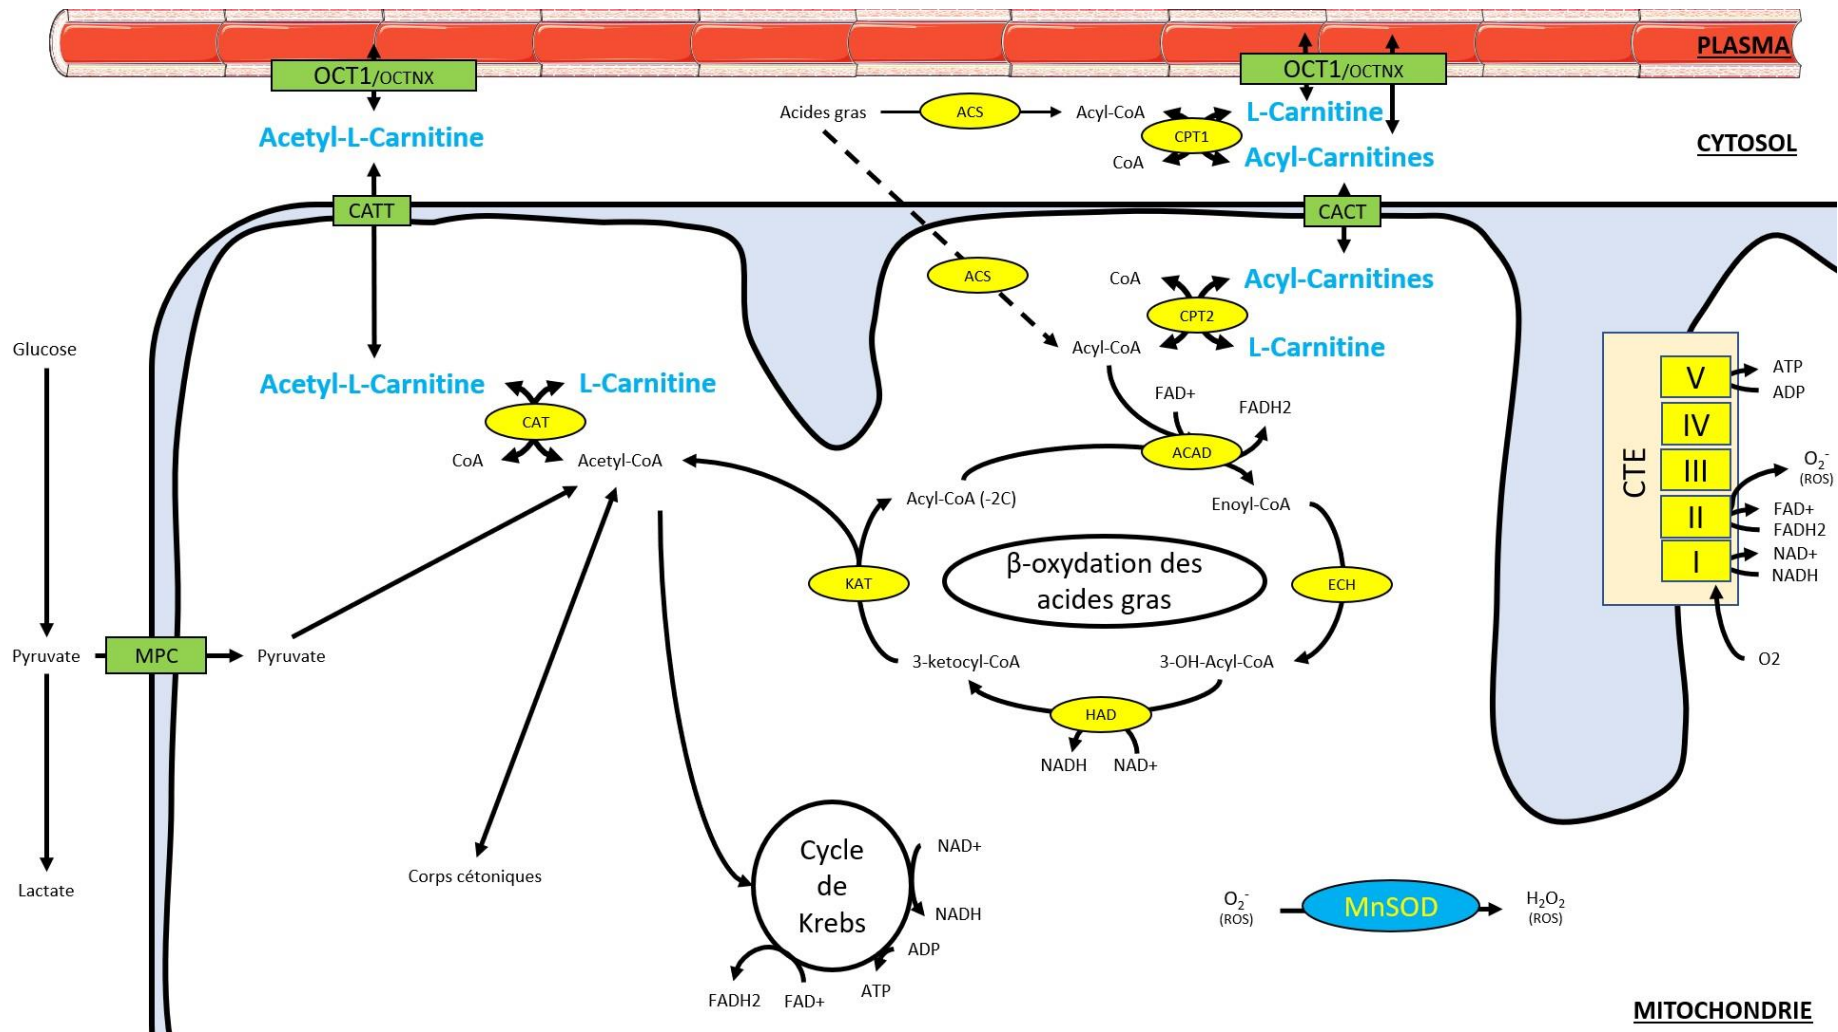 PLASMA
OCT1/OCTNX
OCT1/OCTNX
Acides gras
ACS
Acyl-CoA
L-Carnitine
CPT1
CoA
Acyl-Carnitines
CYTOSOL
Acetyl-L-Carnitine
CATT
CACT
ACS
CoA
Acyl-Carnitines
CPT2
Acyl-CoA
L-Carnitine
Glucose
Acetyl-L-Carnitine
L-Carnitine
CAT
CoA
Acetyl-CoA
FAD+
FADH2
ACAD
Acyl-CoA (-2C)
Enoyl-CoA
β-oxydation des
acides gras
KAT
ECH
3-ketocyl-CoA
3-OH-Acyl-CoA
HAD
NADH
NAD+
CTE
V
IV
III
II
I
ATP
ADP
O₂⁻
(ROS)
FAD+
FADH2
NAD+
NADH
O2
Pyruvate
MPC
Pyruvate
Lactate
Corps cétoniques
Cycle
de
Krebs
NAD+
NADH
ADP
ATP
FAD+
FADH2
O₂⁻
(ROS)
MnSOD
H₂O₂
(ROS)
MITOCHONDRIE